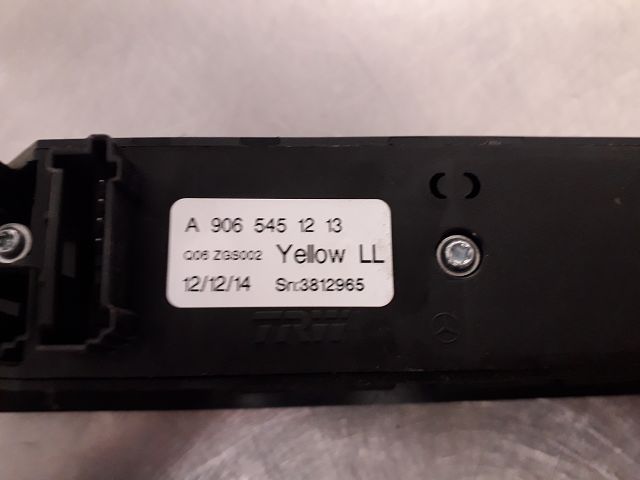 A 906 545 12 13
Q06 ZGS002 Yellow LL
12/12/14 Sn:3812965
TRW